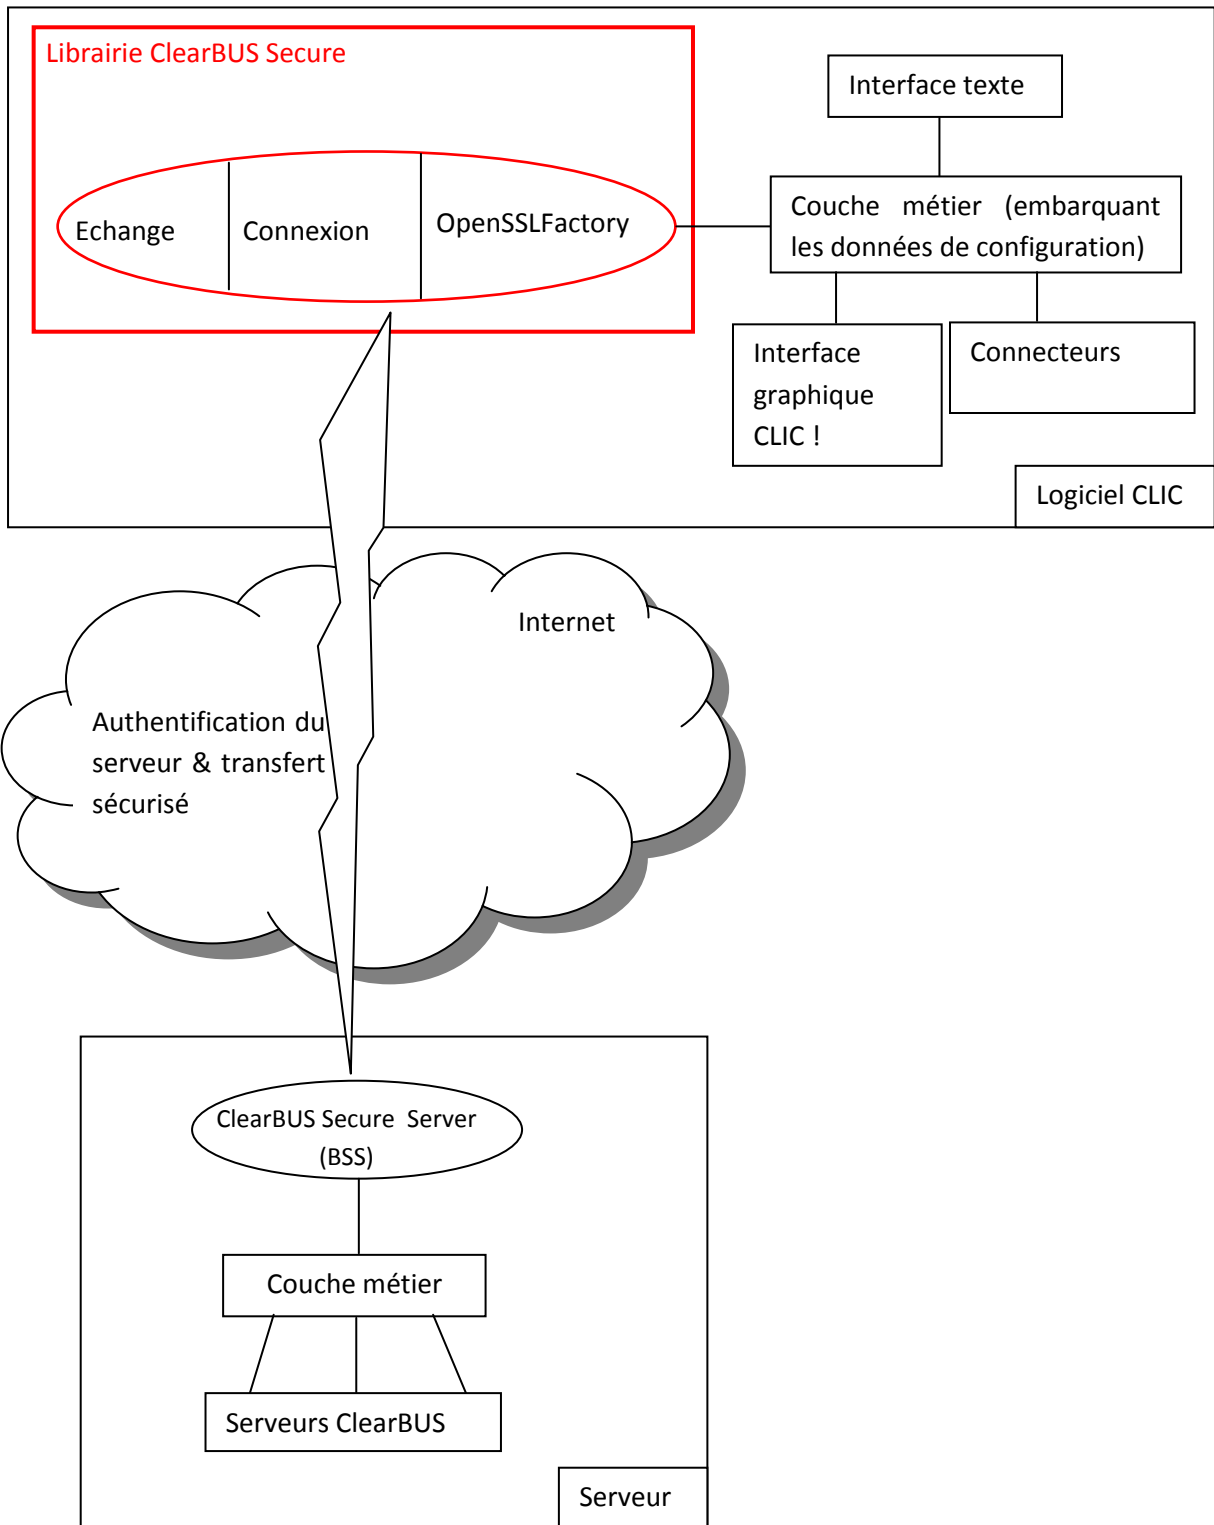 Librairie ClearBUS Secure
Interface texte
Echange
Connexion
OpenSSLFactory
Couche métier (embarquant
les données de configuration)
Interface
graphique
CLIC !
Connecteurs
Logiciel CLIC
Internet
Authentification du
serveur & transfert
sécurisé
ClearBUS Secure Server
(BSS)
Couche métier
Serveurs ClearBUS
Serveur